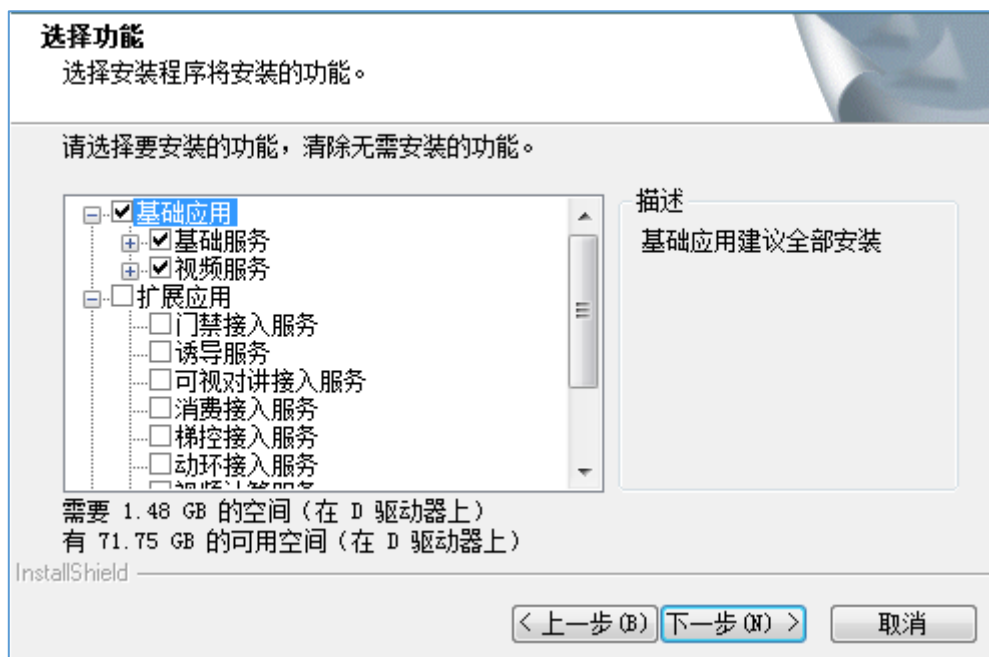 选择功能
选择安装程序将安装的功能。
请选择要安装的功能，清除无需安装的功能。
基础应用
基础服务
视频服务
扩展应用
门禁接入服务
诱导服务
可视对讲接入服务
消费接入服务
梯控接入服务
动环接入服务
描述
基础应用建议全部安装
需要 1.48 GB 的空间(在 D 驱动器上)
有 71.75 GB 的可用空间(在 D 驱动器上)
InstallShield
< 上一步(B)
下一步(N) >
取消